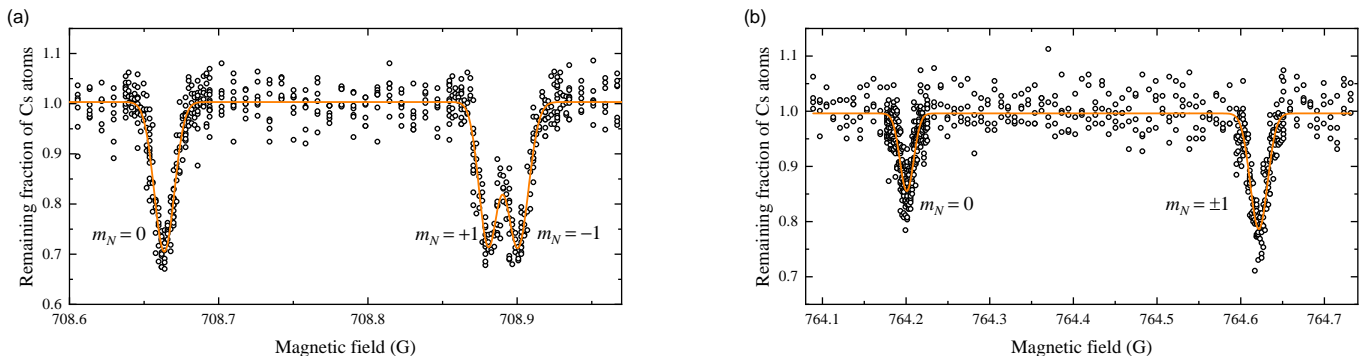 (a)
Remaining fraction of Cs atoms
1.1
1.0
0.9
0.8
0.7
0.6
m_N = 0
m_N = +1
m_N = −1
708.6
708.7
708.8
708.9
Magnetic field (G)
(b)
Remaining fraction of Cs atoms
1.1
1.0
0.9
0.8
0.7
m_N = 0
m_N = ±1
764.1
764.2
764.3
764.4
764.5
764.6
764.7
Magnetic field (G)